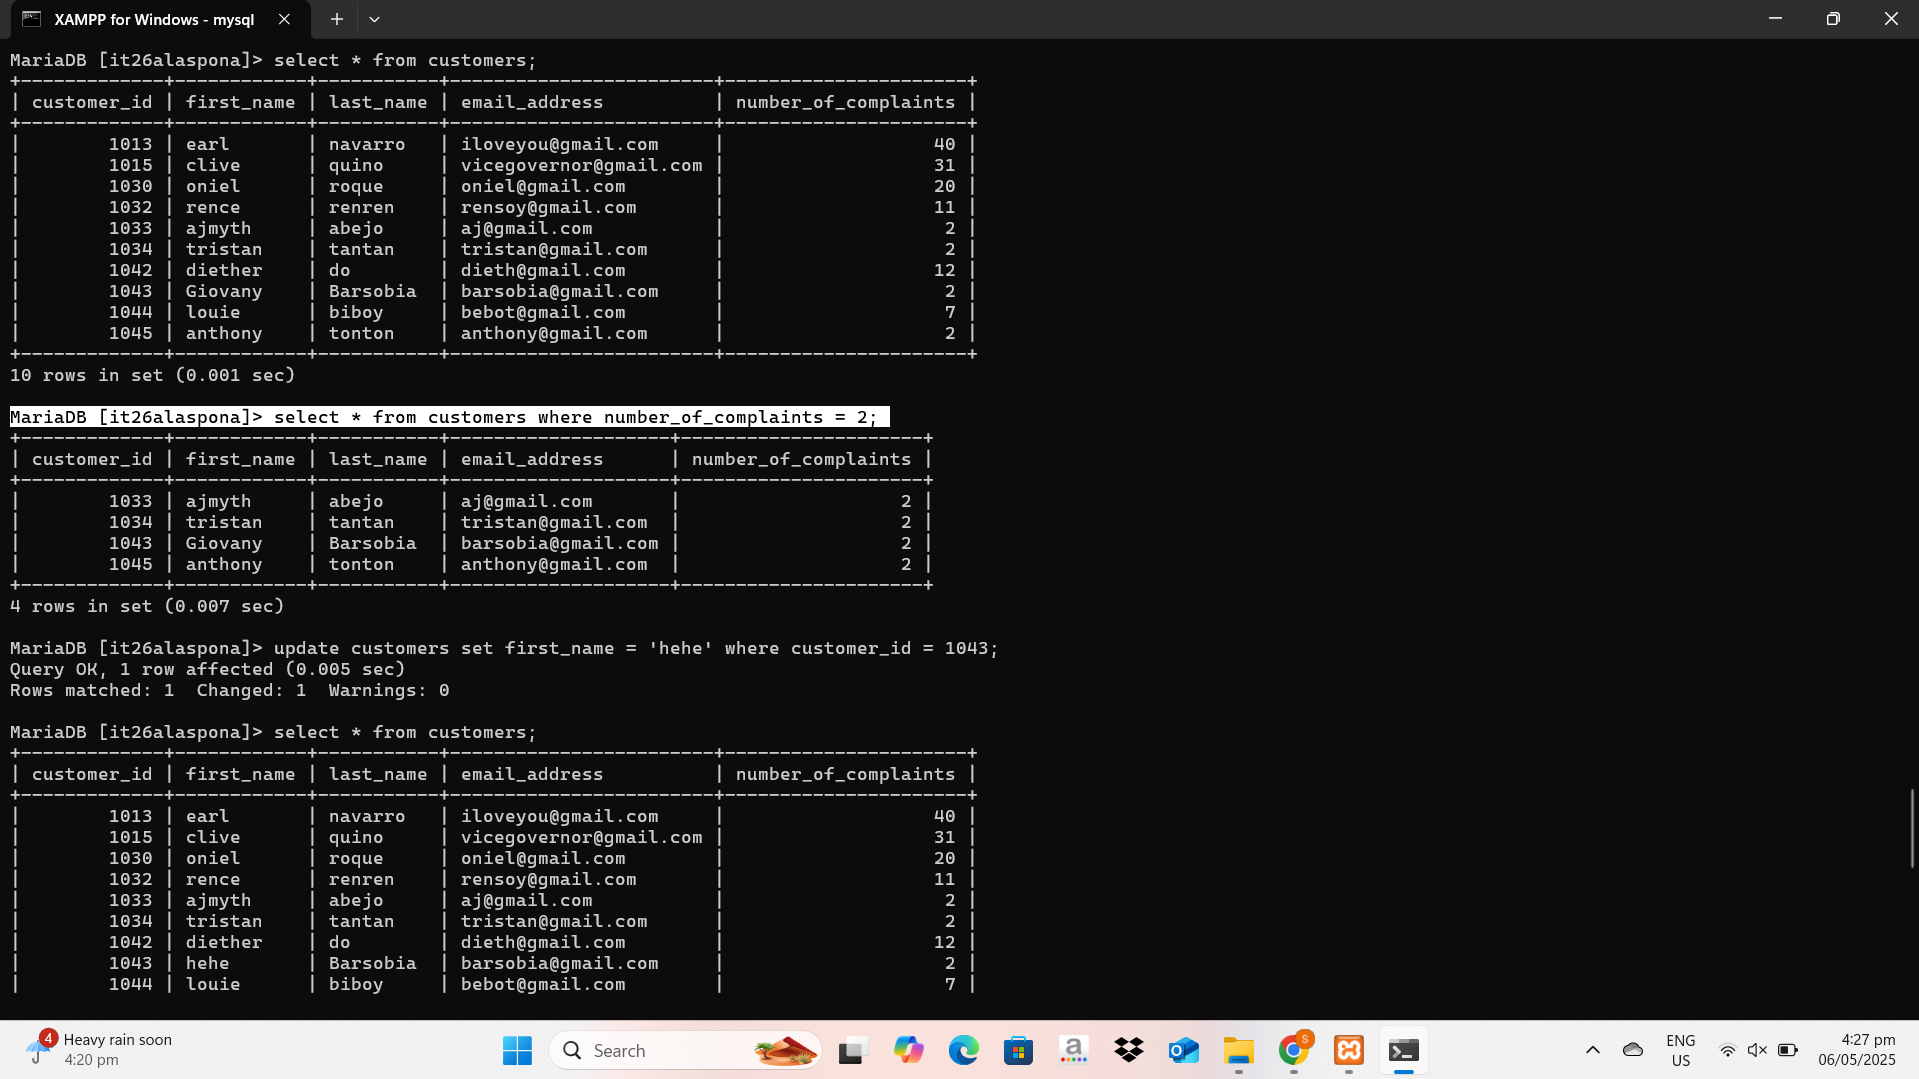 XAMPP for Windows - mysql
MariaDB [it26alaspona]> select * from customers;
+-------------+------------+-----------+------------------------+----------------------+
| customer_id | first_name | last_name | email_address          | number_of_complaints |
+-------------+------------+-----------+------------------------+----------------------+
|        1013 | earl       | navarro   | iloveyou@gmail.com     |                   40 |
|        1015 | clive      | quino     | vicegovernor@gmail.com |                   31 |
|        1030 | oniel      | roque     | oniel@gmail.com        |                   20 |
|        1032 | rence      | renren    | rensoy@gmail.com       |                   11 |
|        1033 | ajmyth     | abejo     | aj@gmail.com           |                    2 |
|        1034 | tristan    | tantan    | tristan@gmail.com      |                    2 |
|        1042 | diether    | do        | dieth@gmail.com        |                   12 |
|        1043 | Giovany    | Barsobia  | barsobia@gmail.com     |                    2 |
|        1044 | louie      | biboy     | bebot@gmail.com        |                    7 |
|        1045 | anthony    | tonton    | anthony@gmail.com      |                    2 |
+-------------+------------+-----------+------------------------+----------------------+
10 rows in set (0.001 sec)
MariaDB [it26alaspona]> select * from customers where number_of_complaints = 2;
+-------------+------------+-----------+--------------------+----------------------+
| customer_id | first_name | last_name | email_address      | number_of_complaints |
+-------------+------------+-----------+--------------------+----------------------+
|        1033 | ajmyth     | abejo     | aj@gmail.com       |                    2 |
|        1034 | tristan    | tantan    | tristan@gmail.com  |                    2 |
|        1043 | Giovany    | Barsobia  | barsobia@gmail.com |                    2 |
|        1045 | anthony    | tonton    | anthony@gmail.com  |                    2 |
+-------------+------------+-----------+--------------------+----------------------+
4 rows in set (0.007 sec)
MariaDB [it26alaspona]> update customers set first_name = 'hehe' where customer_id = 1043;
Query OK, 1 row affected (0.005 sec)
Rows matched: 1  Changed: 1  Warnings: 0
MariaDB [it26alaspona]> select * from customers;
+-------------+------------+-----------+------------------------+----------------------+
| customer_id | first_name | last_name | email_address          | number_of_complaints |
+-------------+------------+-----------+------------------------+----------------------+
|        1013 | earl       | navarro   | iloveyou@gmail.com     |                   40 |
|        1015 | clive      | quino     | vicegovernor@gmail.com |                   31 |
|        1030 | oniel      | roque     | oniel@gmail.com        |                   20 |
|        1032 | rence      | renren    | rensoy@gmail.com       |                   11 |
|        1033 | ajmyth     | abejo     | aj@gmail.com           |                    2 |
|        1034 | tristan    | tantan    | tristan@gmail.com      |                    2 |
|        1042 | diether    | do        | dieth@gmail.com        |                   12 |
|        1043 | hehe       | Barsobia  | barsobia@gmail.com     |                    2 |
|        1044 | louie      | biboy     | bebot@gmail.com        |                    7 |
4
Heavy rain soon
4:20 pm
Search
a
S
ENG
US
4:27 pm
06/05/2025